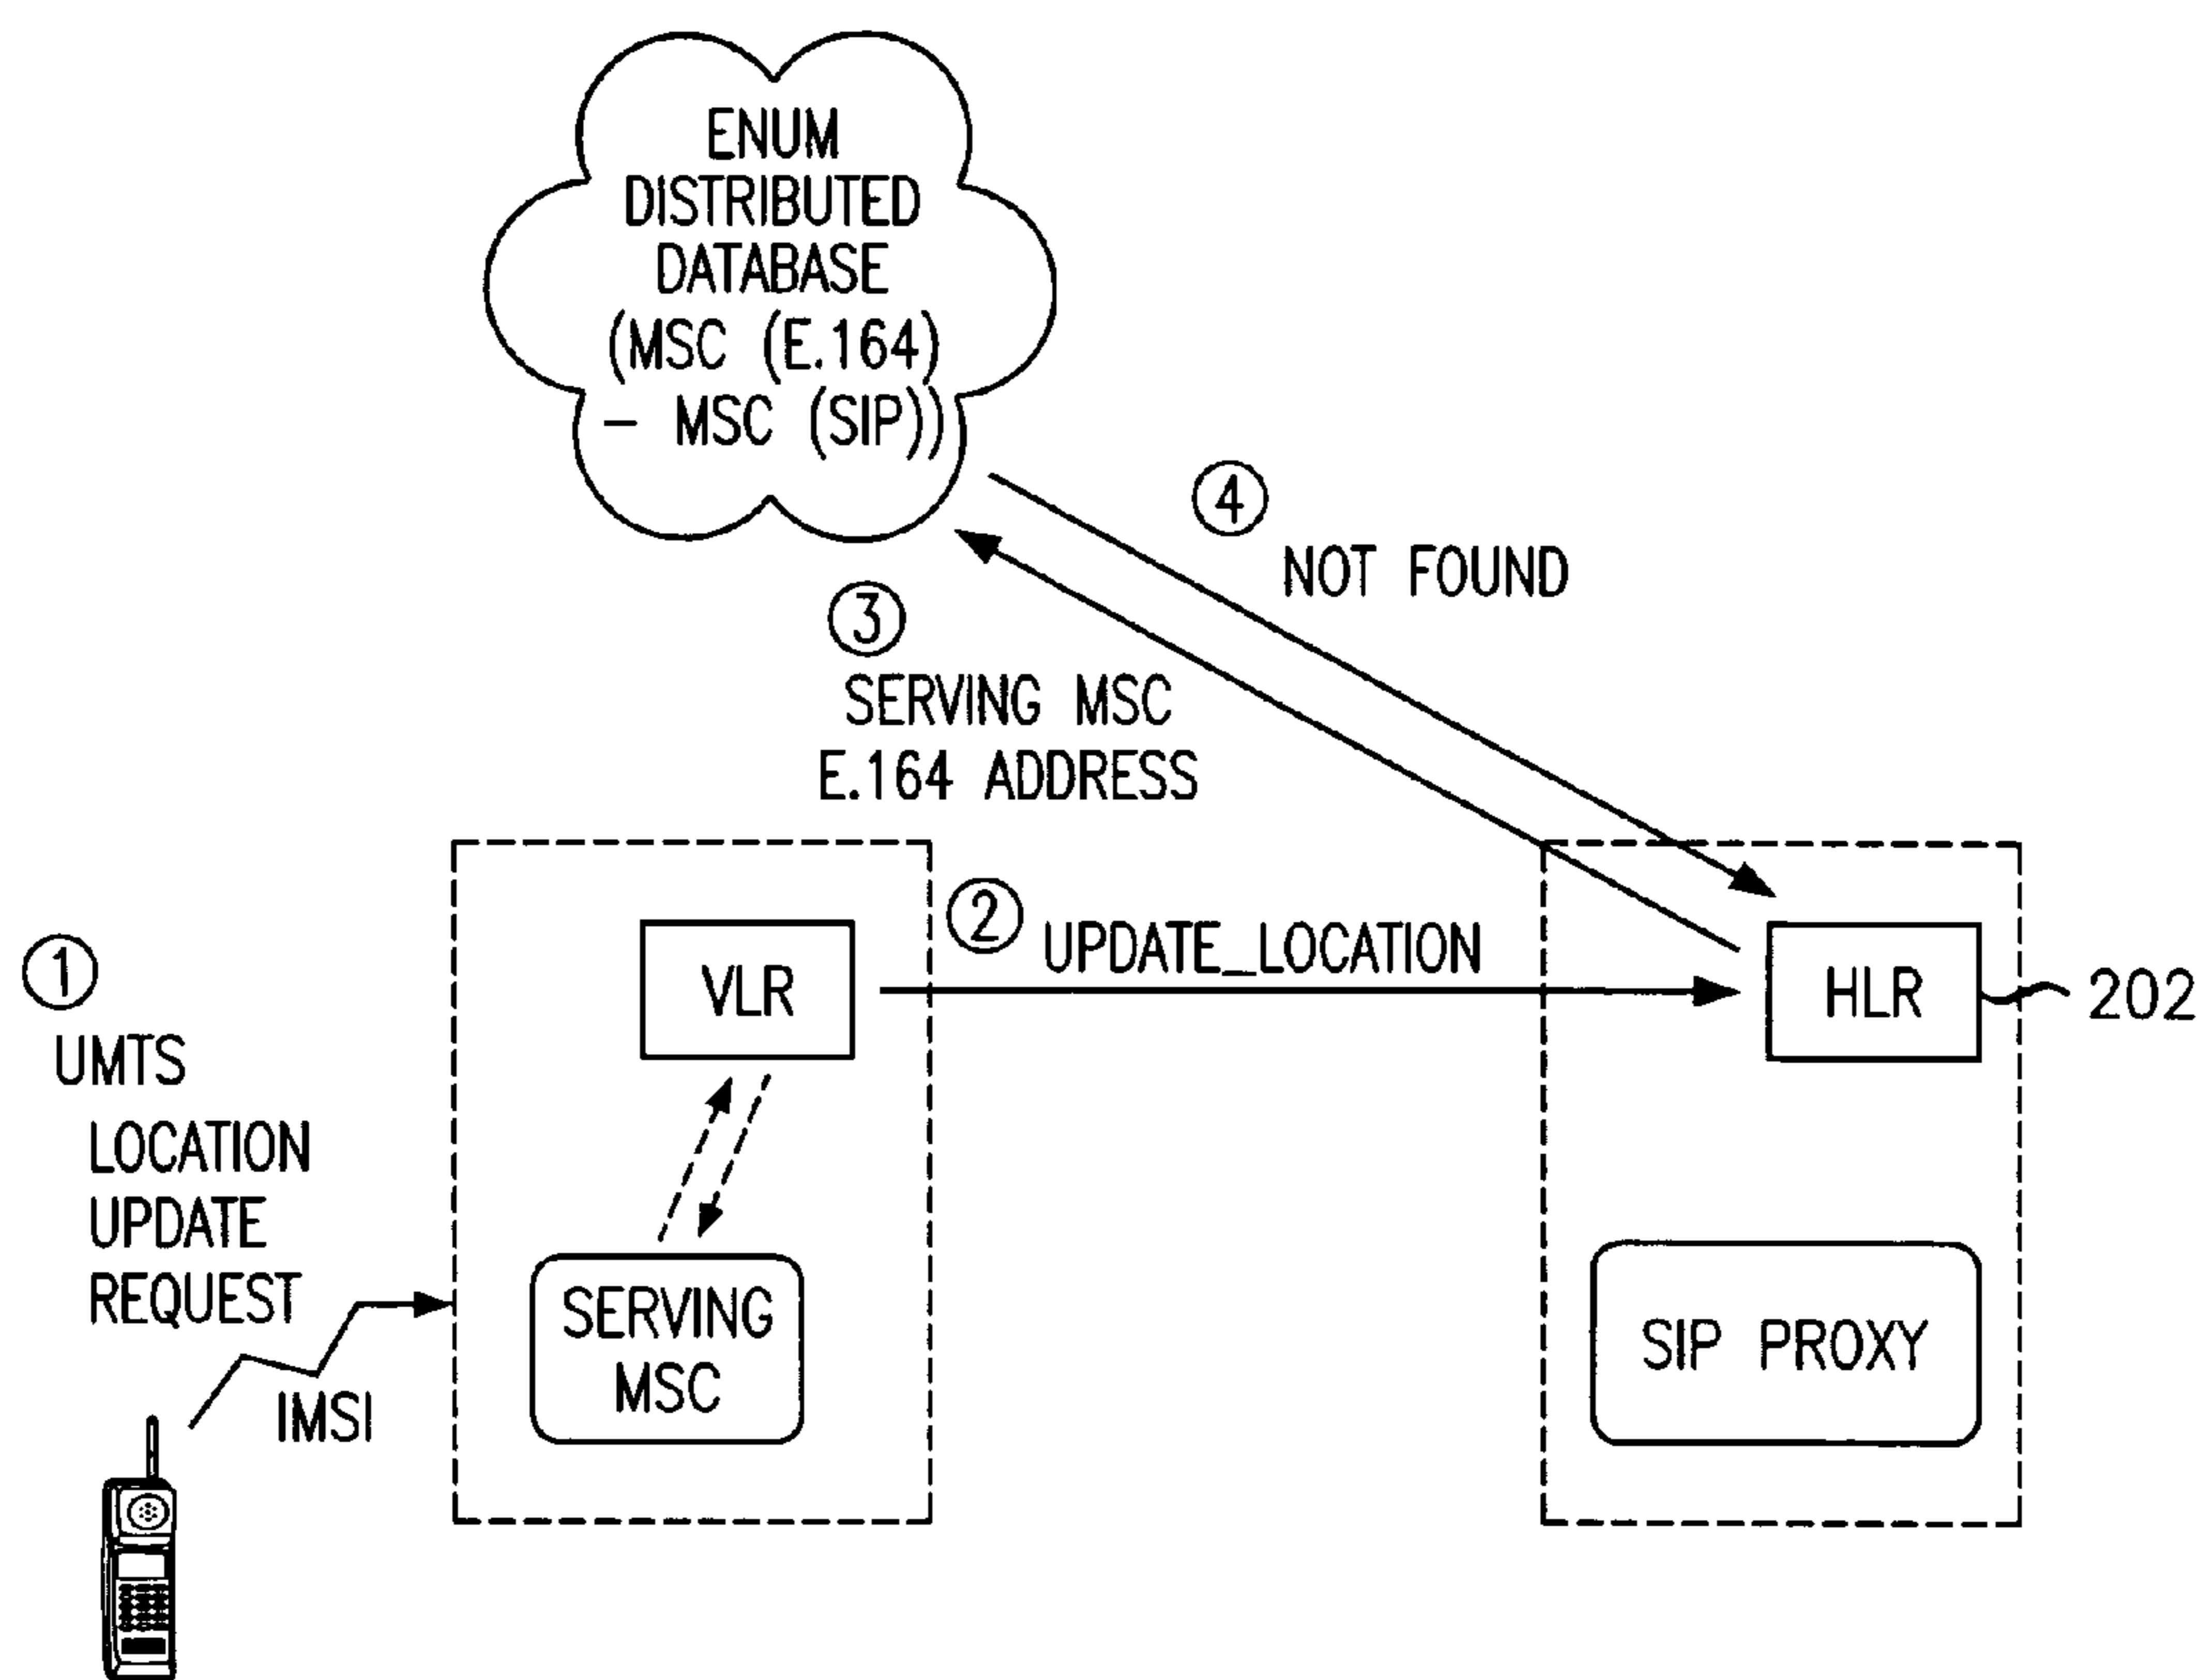 ENUM
DISTRIBUTED
DATABASE
(MSC (E.164)
– MSC (SIP))
4
NOT FOUND
3
SERVING MSC
E.164 ADDRESS
2
UPDATE_LOCATION
1
UMTS
LOCATION
UPDATE
REQUEST
IMSI
VLR
SERVING
MSC
HLR
202
SIP PROXY